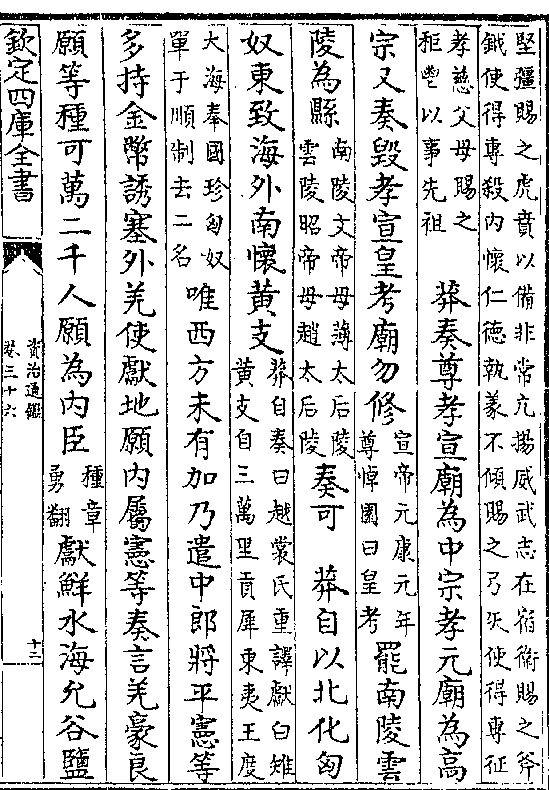 堅彊賜之虎賁以備非常亢揚威武志在宿衛賜之斧
鉞使得專殺內懷仁德執義不傾賜之弓矢使得專征
孝慈父母賜之
秬鬯以事先祖
莽奏尊孝宣廟為中宗孝元廟為高
宗又奏毀孝宣皇考廟勿修
宣帝元康元年
尊悼園曰皇考
罷南陵雲
陵為縣
南陵文帝母薄太后陵
雲陵昭帝母趙太后陵
奏可 莽自以北化匈
奴東致海外南懷黃支
莽自奏曰越裳氏重譯獻白雉
黃支自三萬里貢犀東夷王度
大海奉國珍匈奴
單于順制去二名
唯西方未有加乃遣中郎將平憲等
多持金幣誘塞外羌使獻地願內屬憲等奏言羌豪良
願等種可萬二千人願為內臣
種章
勇翻
獻鮮水海允谷鹽
欽定四庫全書
資治通鑑
卷三十六
十二